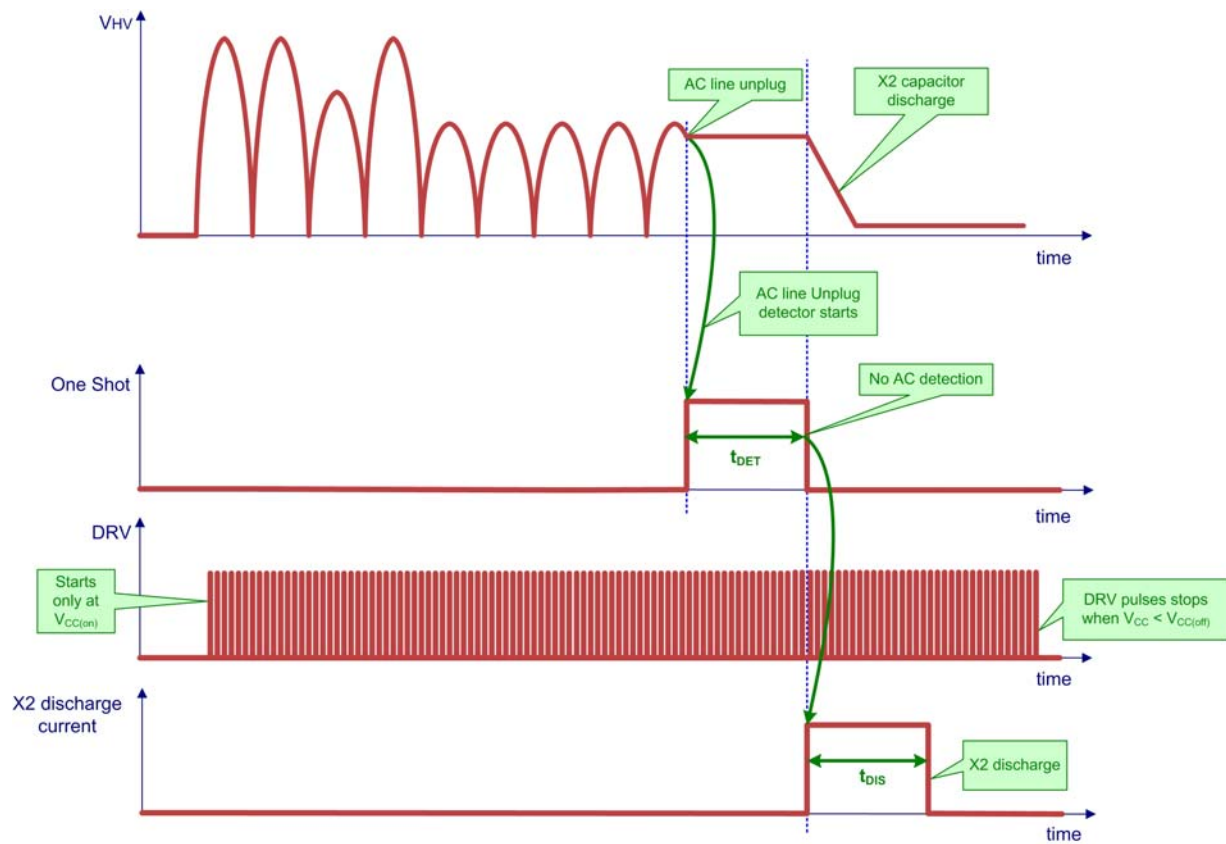 VHV
AC line unplug
X2 capacitor
discharge
time
AC line Unplug
detector starts
One Shot
No AC detection
tDET
time
DRV
Starts
only at
VCC(on)
DRV pulses stops
when VCC < VCC(off)
time
X2 discharge
current
tDIS
X2 discharge
time